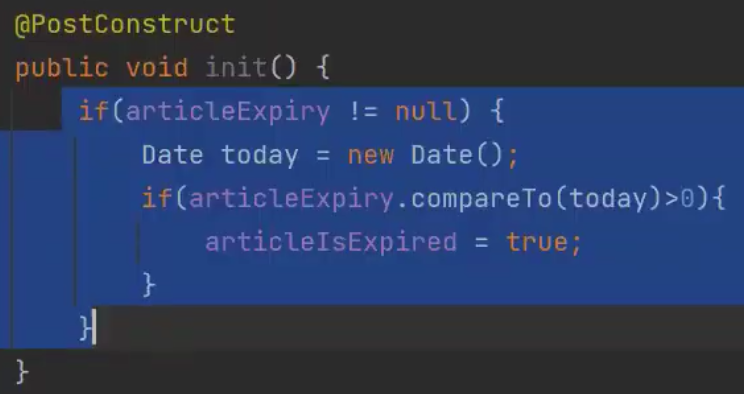 @PostConstruct
public void init() {
if(articleExpiry != null) {
Date today = new Date();
if(articleExpiry.compareTo(today)>0){
articleIsExpired = true;
}
}
}